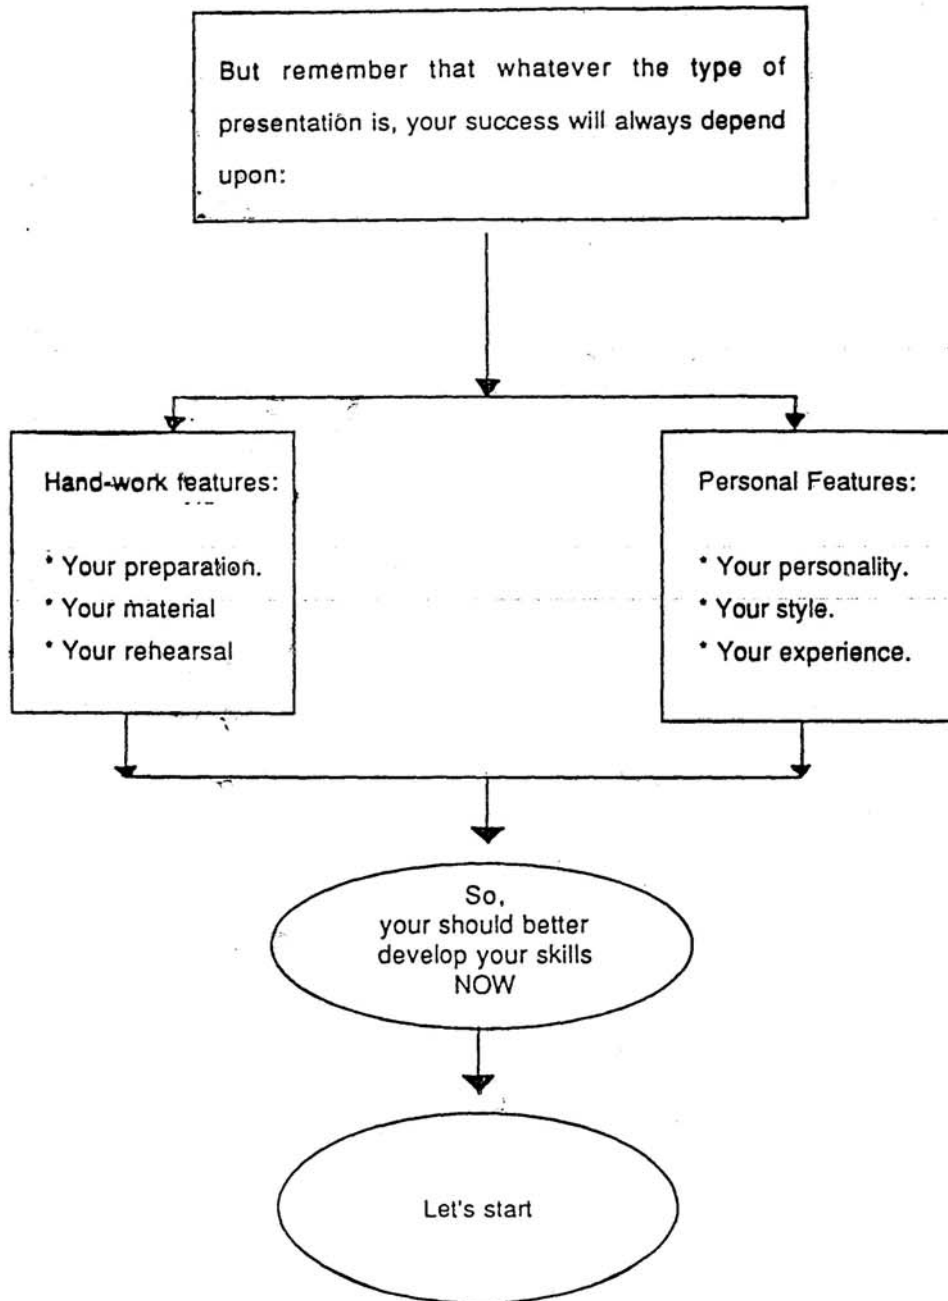 But remember that whatever the type of
presentation is, your success will always depend
upon:
Hand-work features:
* Your preparation.
* Your material
* Your rehearsal
Personal Features:
* Your personality.
* Your style.
* Your experience.
So,
your should better
develop your skills
NOW
Let's start